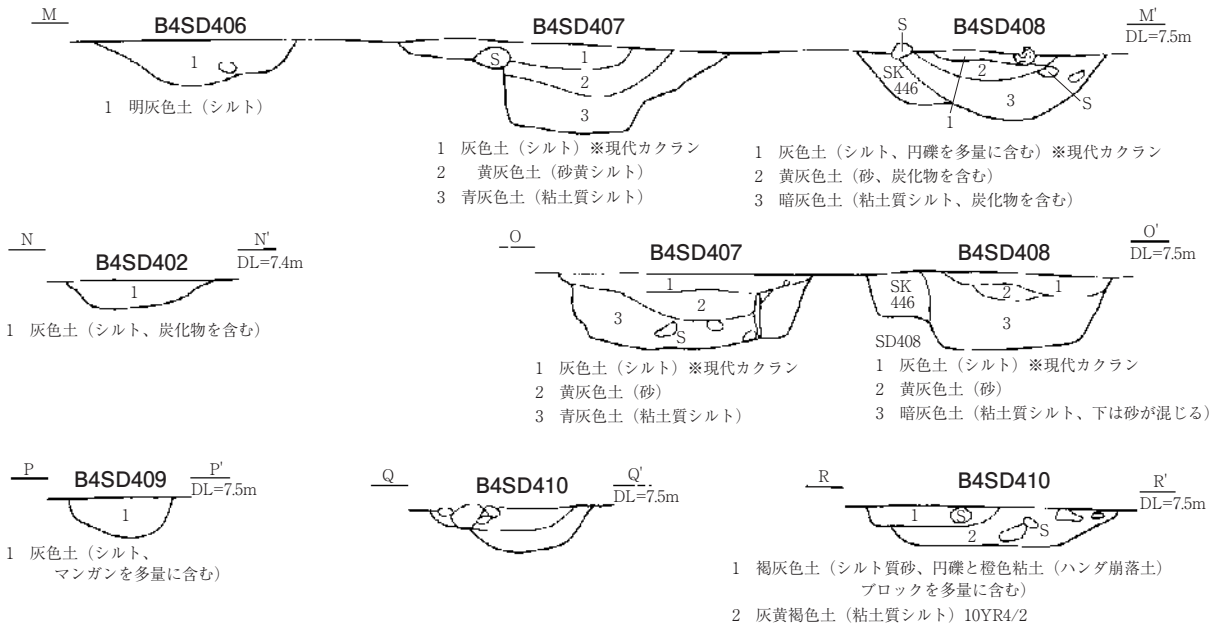 M B4SD406 B4SD407 S B4SD408 M'
DL=7.5m
1 S 1 2 3 SK 446 2 3 1 S
1 明灰色土（シルト）
1 灰色土（シルト）※現代カクラン
2 黄灰色土（砂黄シルト）
3 青灰色土（粘土質シルト）
1 灰色土（シルト、円礫を多量に含む）※現代カクラン
2 黄灰色土（砂、炭化物を含む）
3 暗灰色土（粘土質シルト、炭化物を含む）
N B4SD402 N'
DL=7.4m
1
1 灰色土（シルト、炭化物を含む）
O B4SD407 B4SD408 O'
DL=7.5m
1 2 3 S SK 446 1 2 3
SD408
1 灰色土（シルト）※現代カクラン
2 黄灰色土（砂）
3 青灰色土（粘土質シルト）
1 灰色土（シルト）※現代カクラン
2 黄灰色土（砂）
3 暗灰色土（粘土質シルト、下は砂が混じる）
P B4SD409 P'
DL=7.5m
1
1 灰色土（シルト、
マンガンを多量に含む）
Q B4SD410 Q'
DL=7.5m
R B4SD410 R'
DL=7.5m
1 S 2 S
1 褐灰色土（シルト質砂、円礫と橙色粘土（ハンダ崩落土）
ブロックを多量に含む）
2 灰黄褐色土（粘土質シルト）10YR4/2